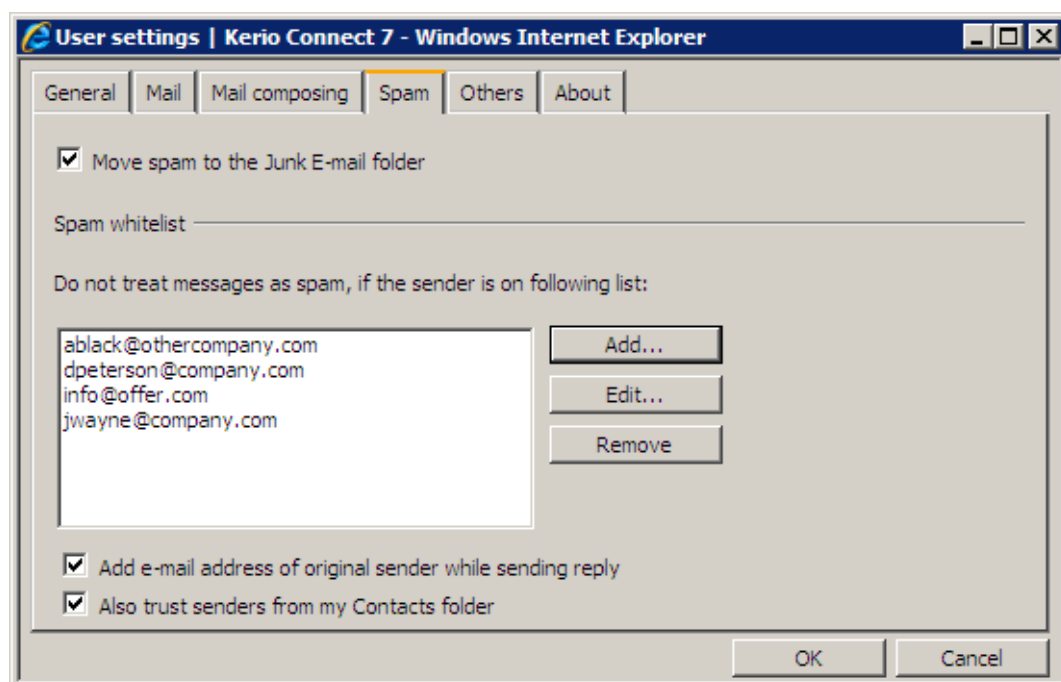 User settings | Kerio Connect 7 - Windows Internet Explorer
General Mail Mail composing Spam Others About
Move spam to the Junk E-mail folder
Spam whitelist
Do not treat messages as spam, if the sender is on following list:
ablack@othercompany.com
dpeterson@company.com
info@offer.com
jwayne@company.com
Add...
Edit...
Remove
Add e-mail address of original sender while sending reply
Also trust senders from my Contacts folder
OK Cancel